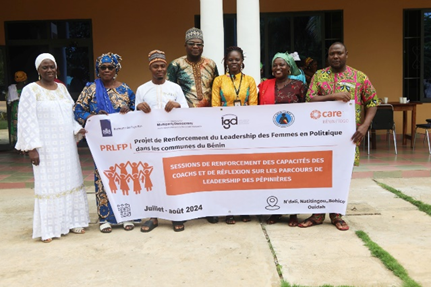 igd
care
PRLFP
Projet de Renforcement du Leadership des Femmes en Politique
dans les communes du Bénin
SESSIONS DE RENFORCEMENT DES CAPACITÉS DES
COACHS ET DE RÉFLEXION SUR LES PARCOURS DE
LEADERSHIP DES PÉPINIÈRES
Juillet - août 2024
N'dali, Natitingou, Bohicon
Ouidah